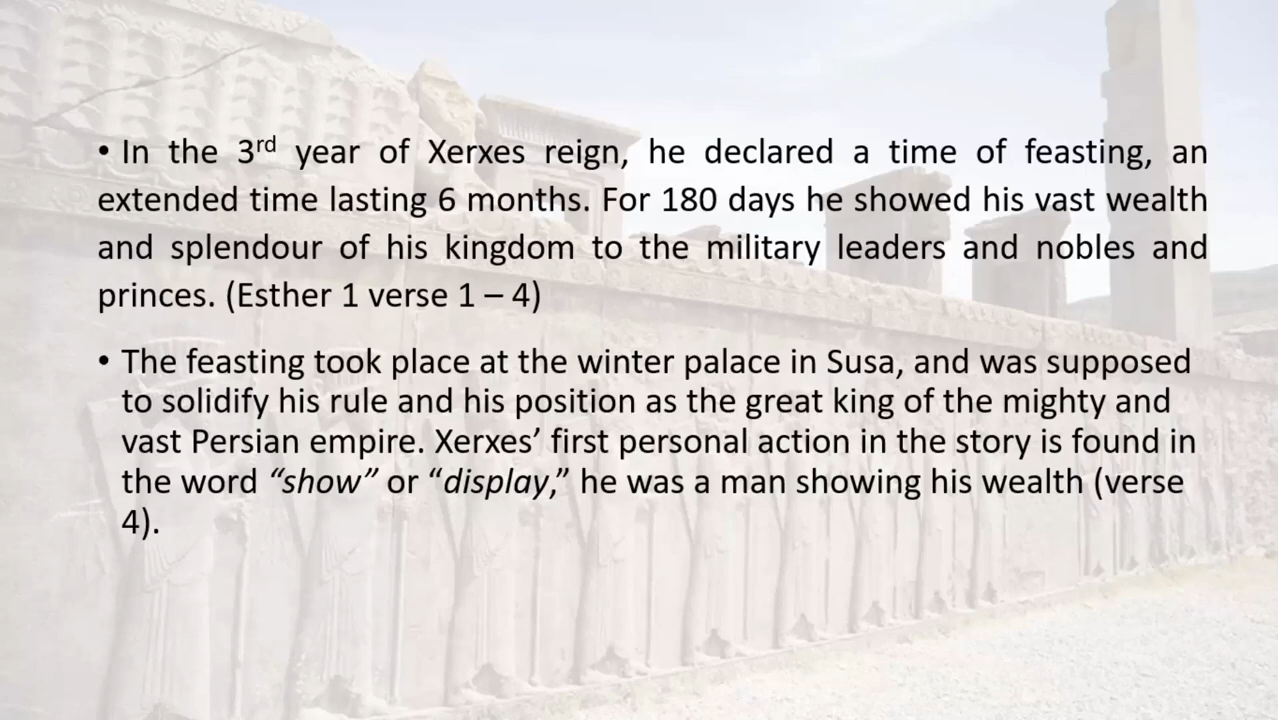 • In the 3rd year of Xerxes reign, he declared a time of feasting, an
extended time lasting 6 months. For 180 days he showed his vast wealth
and splendour of his kingdom to the military leaders and nobles and
princes. (Esther 1 verse 1 – 4)
• The feasting took place at the winter palace in Susa, and was supposed
to solidify his rule and his position as the great king of the mighty and
vast Persian empire. Xerxes’ first personal action in the story is found in
the word “show” or “display,” he was a man showing his wealth (verse
4).